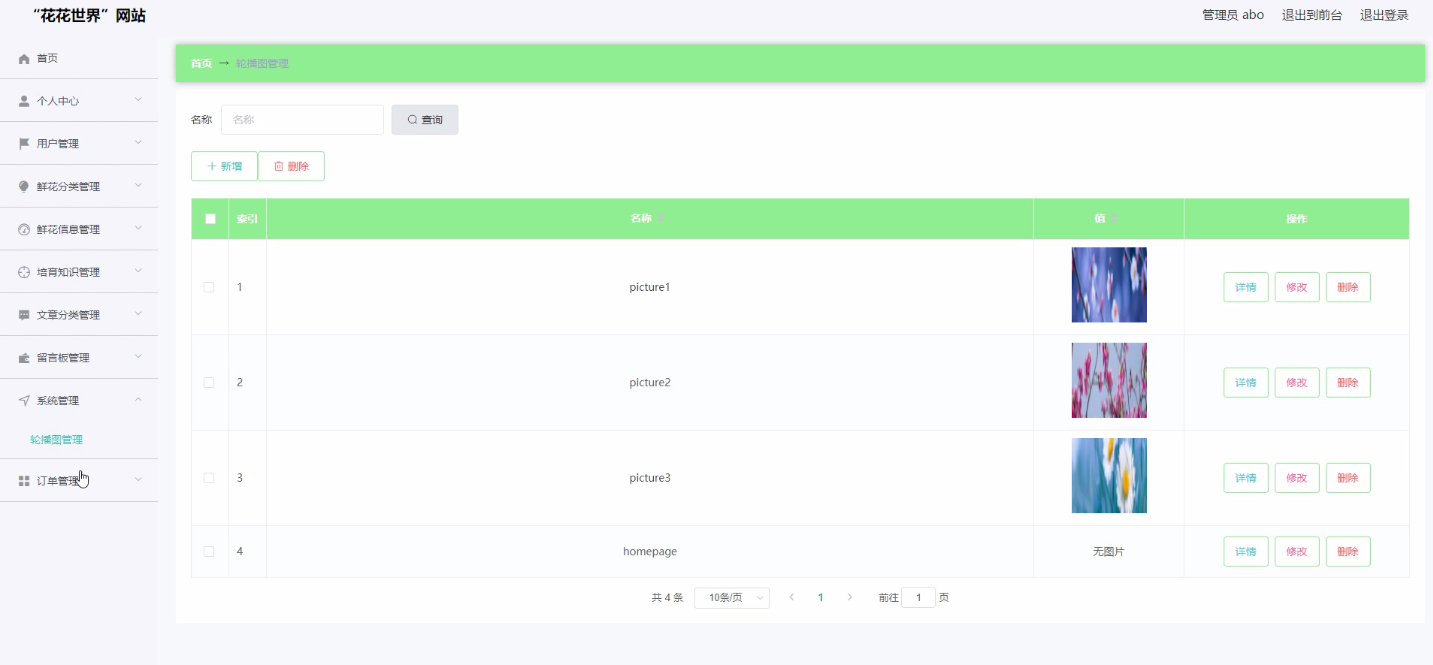 “花花世界”网站
管理员 abo 退出到前台 退出登录
首页
个人中心
用户管理
鲜花分类管理
鲜花信息管理
培育知识管理
文章分类管理
留言板管理
系统管理
轮播图管理
订单管理
首页 → 轮播图管理
名称 名称 查询
新增 删除
索引 名称 值 操作
1 picture1 详情 修改 删除
2 picture2 详情 修改 删除
3 picture3 详情 修改 删除
4 homepage 无图片 详情 修改 删除
共 4 条 10条/页 1 前往 1 页